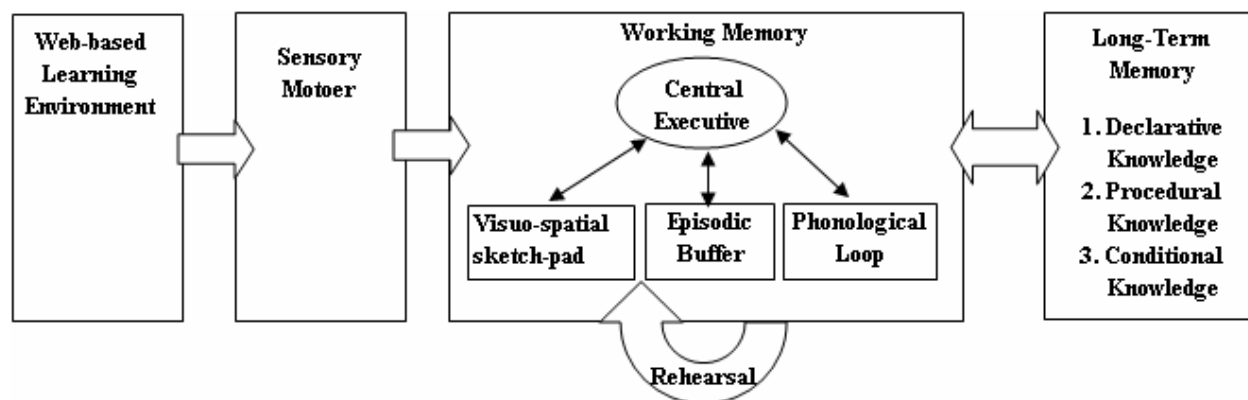 Web-based
Learning
Environment
Sensory
Motoer
Working Memory
Central
Executive
Visuo-spatial
sketch-pad
Episodic
Buffer
Phonological
Loop
Rehearsal
Long-Term
Memory
1. Declarative
Knowledge
2. Procedural
Knowledge
3. Conditional
Knowledge